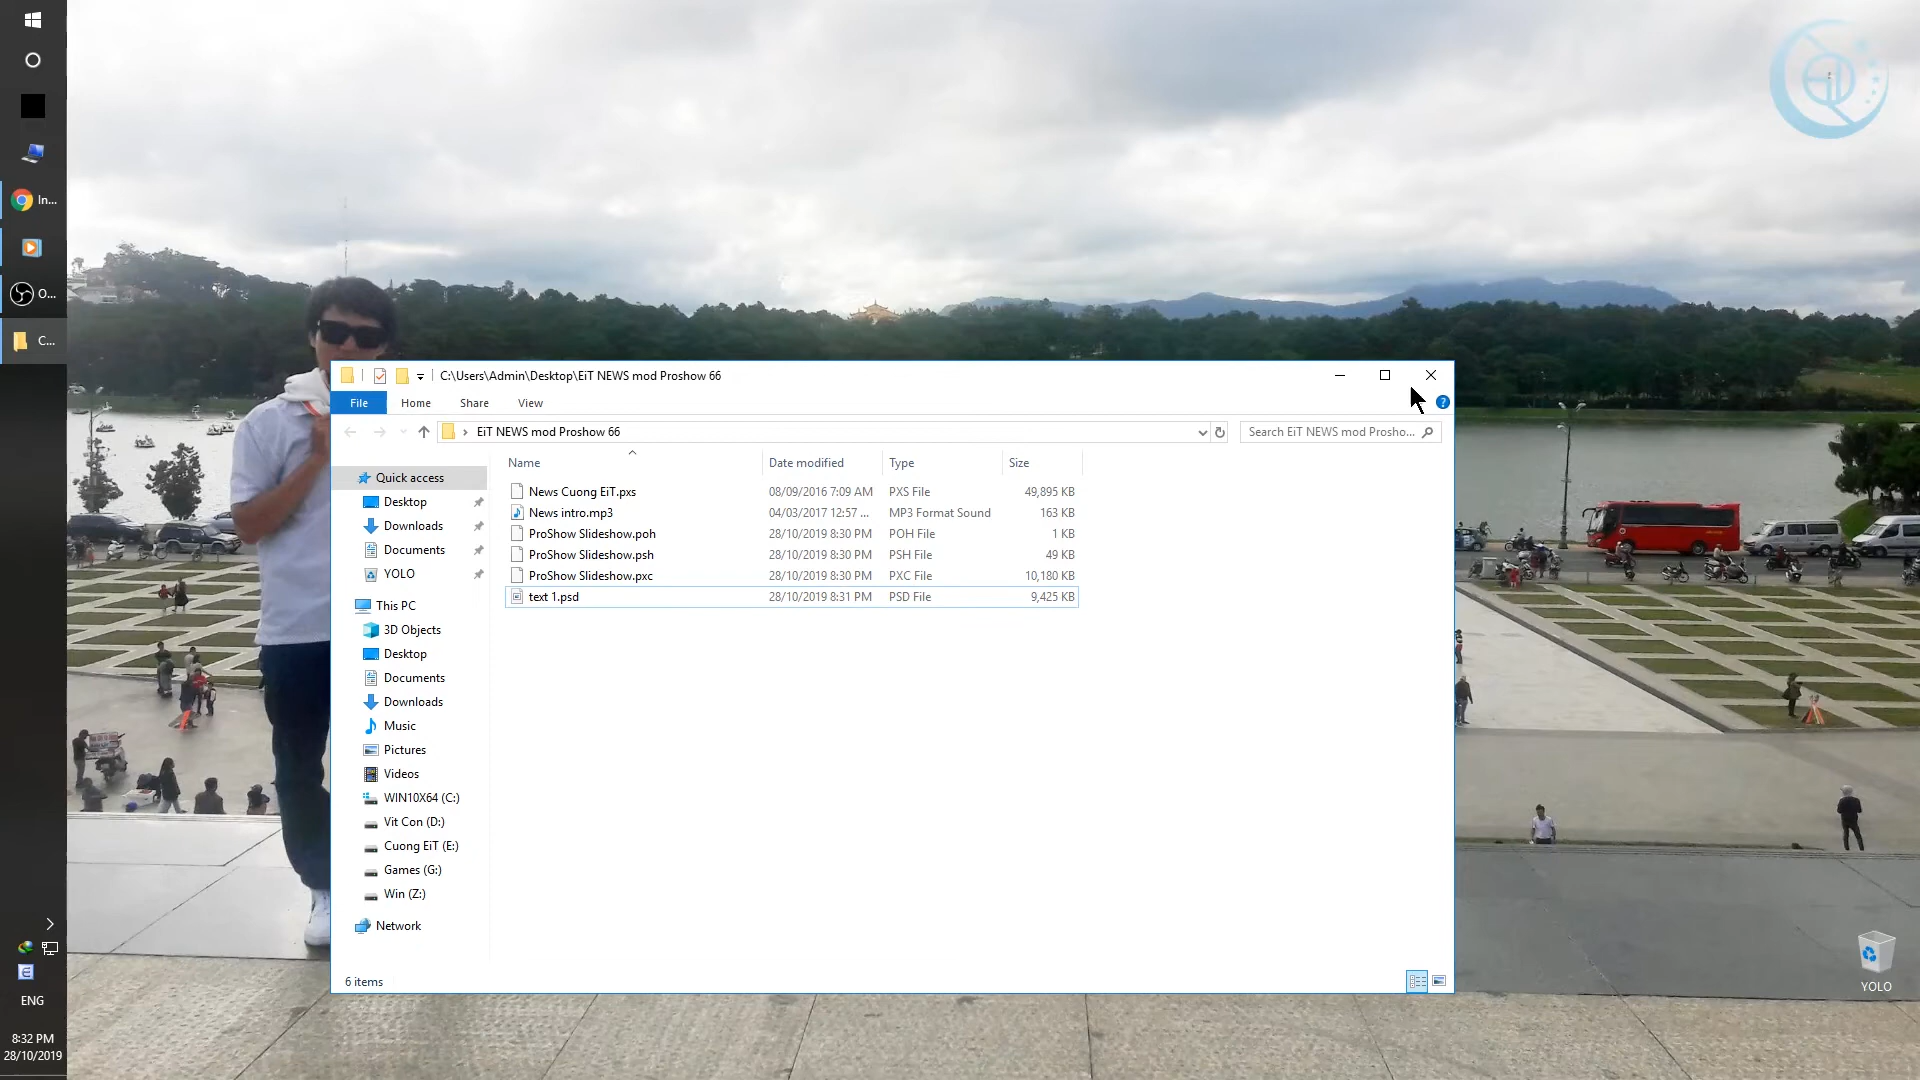 In...
O...
C...
ENG
8:32 PM
28/10/2019
C:\Users\Admin\Desktop\EiT NEWS mod Proshow 66
File Home Share View
EiT NEWS mod Proshow 66
Search EiT NEWS mod Prosho...
Name Date modified Type Size
News Cuong EiT.pxs 08/09/2016 7:09 AM PXS File 49,895 KB
News intro.mp3 04/03/2017 12:57 ... MP3 Format Sound 163 KB
ProShow Slideshow.poh 28/10/2019 8:30 PM POH File 1 KB
ProShow Slideshow.psh 28/10/2019 8:30 PM PSH File 49 KB
ProShow Slideshow.pxc 28/10/2019 8:30 PM PXC File 10,180 KB
text 1.psd 28/10/2019 8:31 PM PSD File 9,425 KB
Quick access
Desktop
Downloads
Documents
YOLO
This PC
3D Objects
Desktop
Documents
Downloads
Music
Pictures
Videos
WIN10X64 (C:)
Vit Con (D:)
Cuong EiT (E:)
Games (G:)
Win (Z:)
Network
6 items
EiT
YOLO